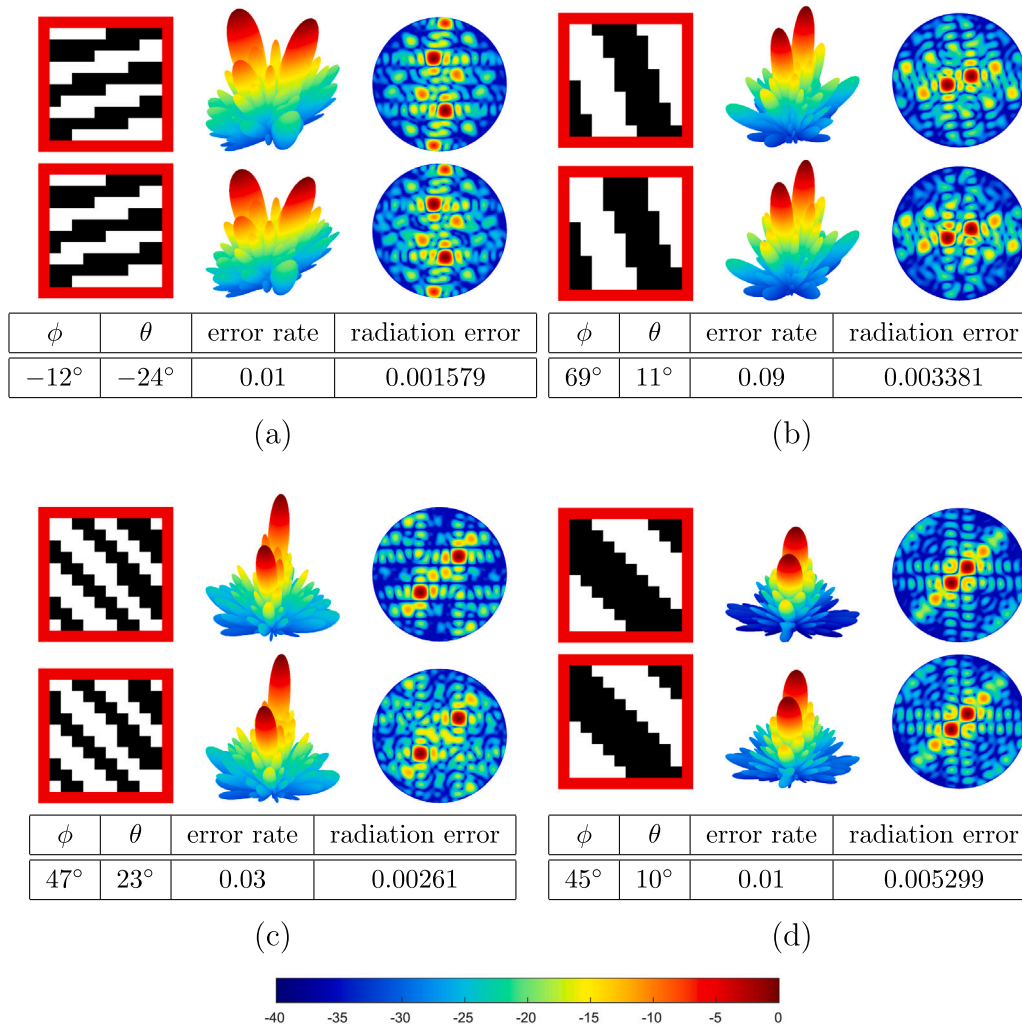 ϕ θ error rate radiation error
−12° −24° 0.01 0.001579
(a)
ϕ θ error rate radiation error
69° 11° 0.09 0.003381
(b)
ϕ θ error rate radiation error
47° 23° 0.03 0.00261
(c)
ϕ θ error rate radiation error
45° 10° 0.01 0.005299
(d)
-40 -35 -30 -25 -20 -15 -10 -5 0